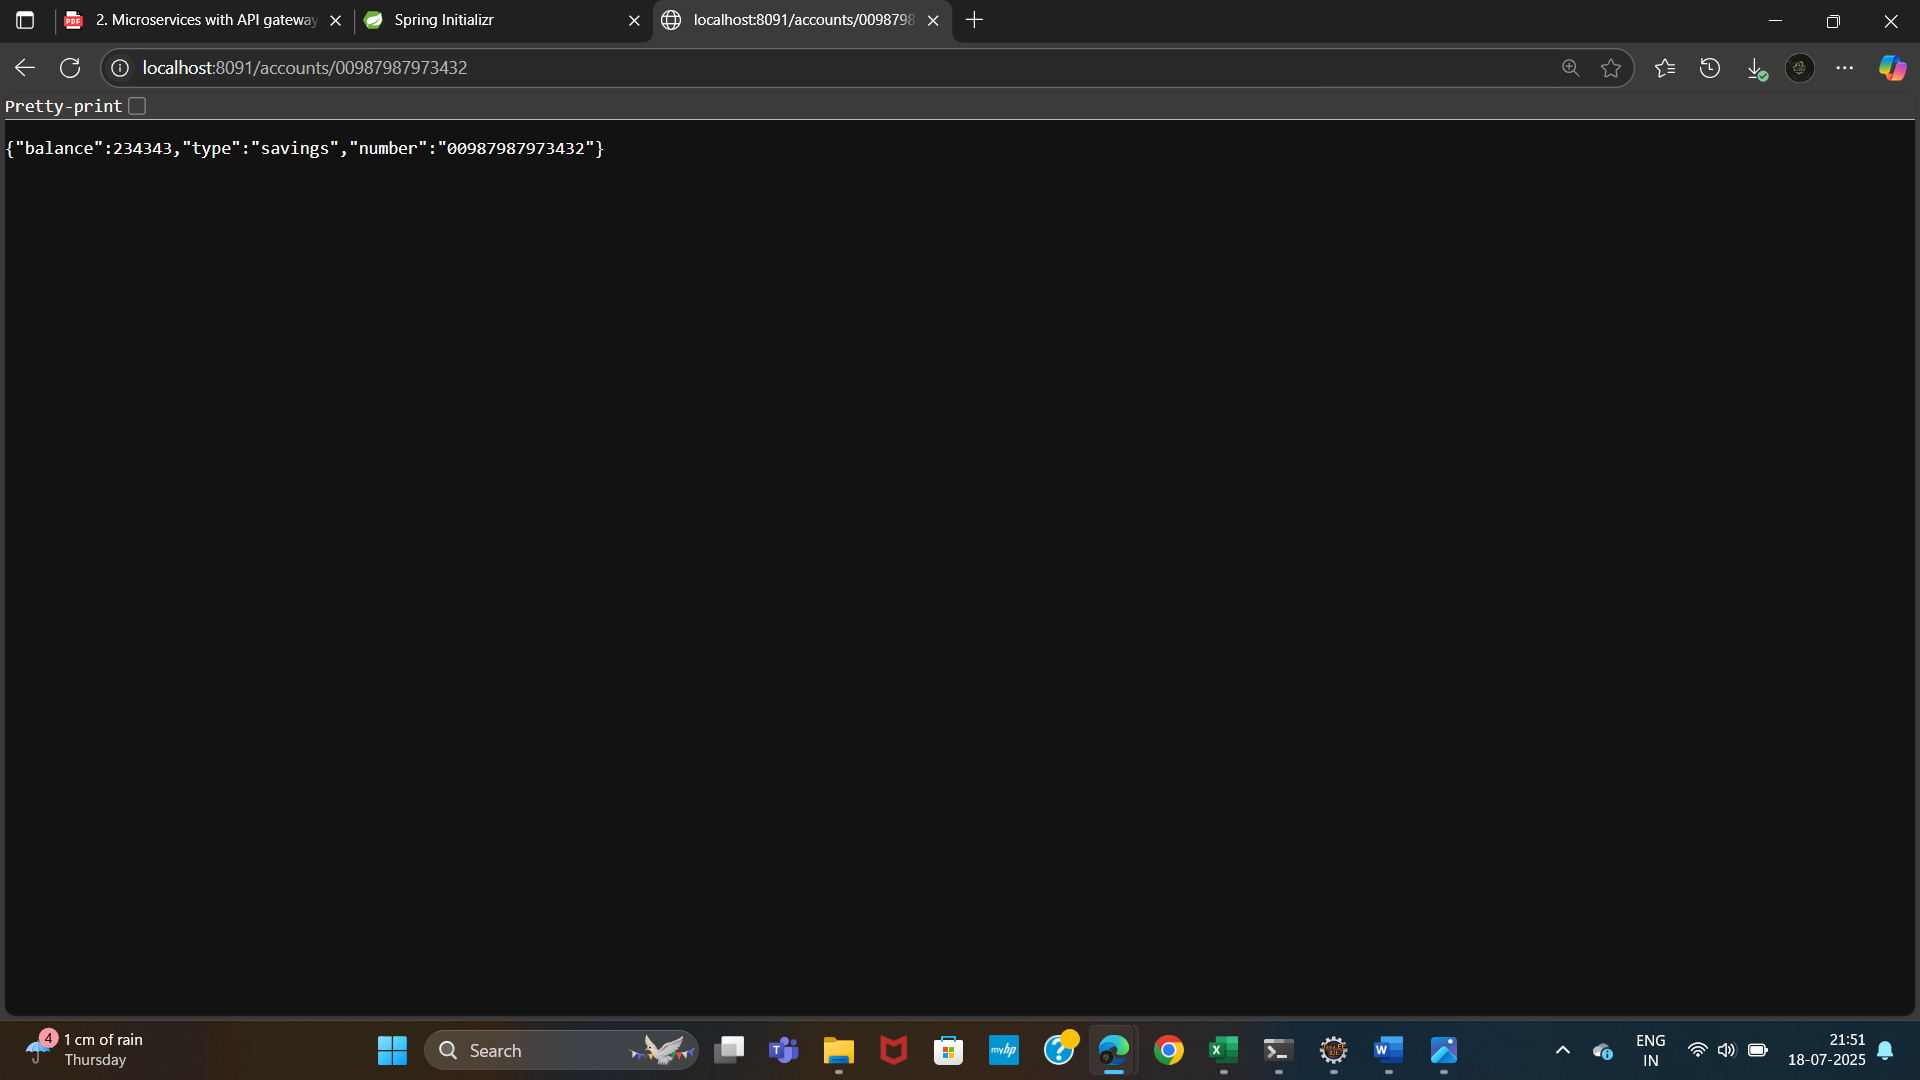 2. Microservices with API gateway
Spring Initializr
localhost:8091/accounts/0098798
localhost:8091/accounts/00987987973432
Pretty-print
{"balance":234343,"type":"savings","number":"00987987973432"}
4
1 cm of rain
Thursday
Search
myhp
ENG
IN
21:51
18-07-2025